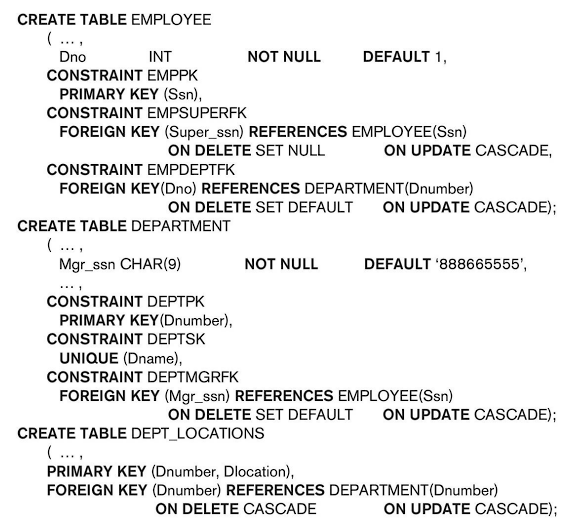 CREATE TABLE EMPLOYEE
( … ,
Dno INT NOT NULL DEFAULT 1,
CONSTRAINT EMPPK
PRIMARY KEY (Ssn),
CONSTRAINT EMPSUPERFK
FOREIGN KEY (Super_ssn) REFERENCES EMPLOYEE(Ssn)
ON DELETE SET NULL ON UPDATE CASCADE,
CONSTRAINT EMPDEPTFK
FOREIGN KEY(Dno) REFERENCES DEPARTMENT(Dnumber)
ON DELETE SET DEFAULT ON UPDATE CASCADE);
CREATE TABLE DEPARTMENT
( … ,
Mgr_ssn CHAR(9) NOT NULL DEFAULT ‘888665555’,
… ,
CONSTRAINT DEPTPK
PRIMARY KEY(Dnumber),
CONSTRAINT DEPTSK
UNIQUE (Dname),
CONSTRAINT DEPTMGRFK
FOREIGN KEY (Mgr_ssn) REFERENCES EMPLOYEE(Ssn)
ON DELETE SET DEFAULT ON UPDATE CASCADE);
CREATE TABLE DEPT_LOCATIONS
( … ,
PRIMARY KEY (Dnumber, Dlocation),
FOREIGN KEY (Dnumber) REFERENCES DEPARTMENT(Dnumber)
ON DELETE CASCADE ON UPDATE CASCADE);